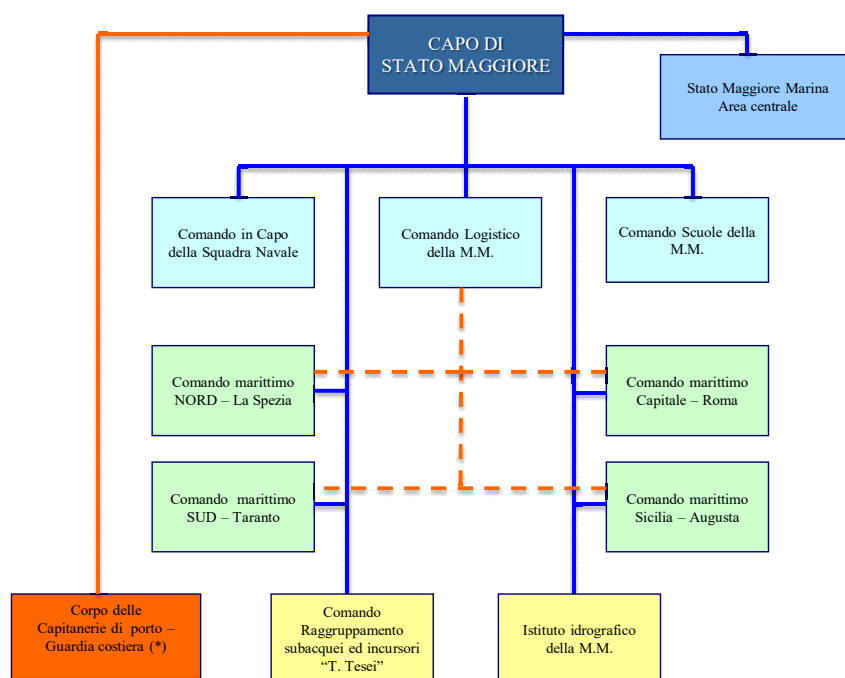 CAPO DI
STATO MAGGIORE
Stato Maggiore Marina
Area centrale
Comando in Capo
della Squadra Navale
Comando Logistico
della M.M.
Comando Scuole della
M.M.
Comando marittimo
NORD – La Spezia
Comando marittimo
Capitale – Roma
Comando marittimo
SUD – Taranto
Comando marittimo
Sicilia – Augusta
Corpo delle
Capitanerie di porto –
Guardia costiera (*)
Comando
Raggruppamento
subacquei ed incursori
“T. Tesei”
Istituto idrografico
della M.M.